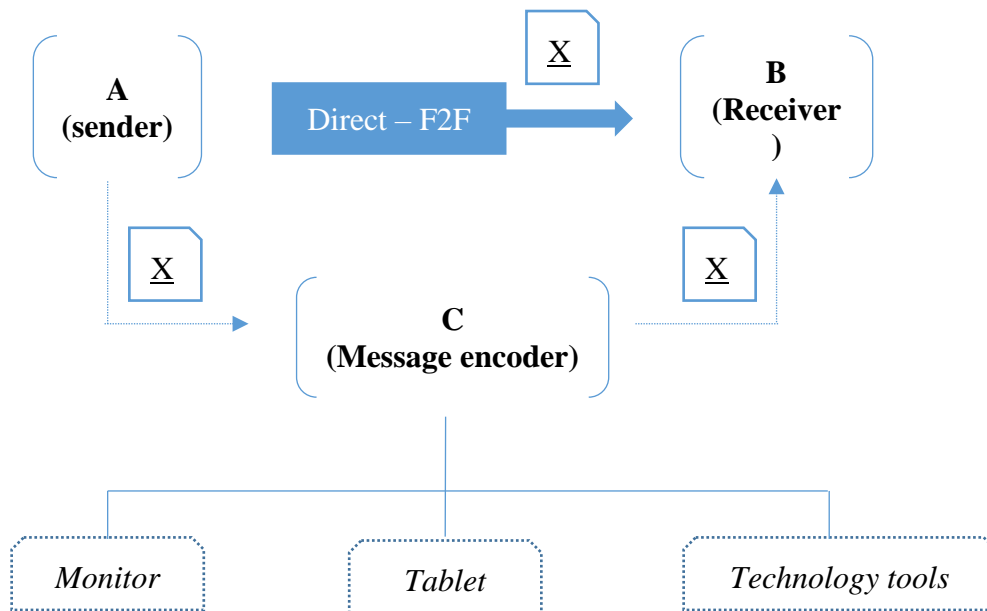 X
A
(sender)
Direct – F2F
B
(Receiver
)
X
X
C
(Message encoder)
Monitor
Tablet
Technology tools